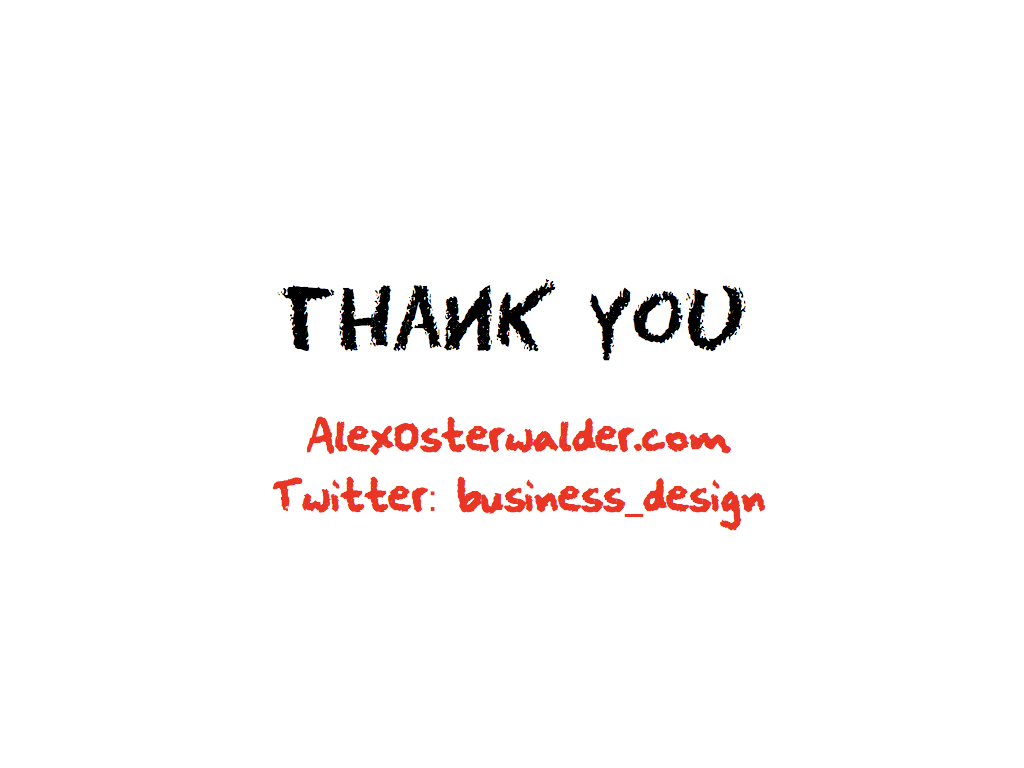 THANK YOU
AlexOsterwalder.com
Twitter: business_design